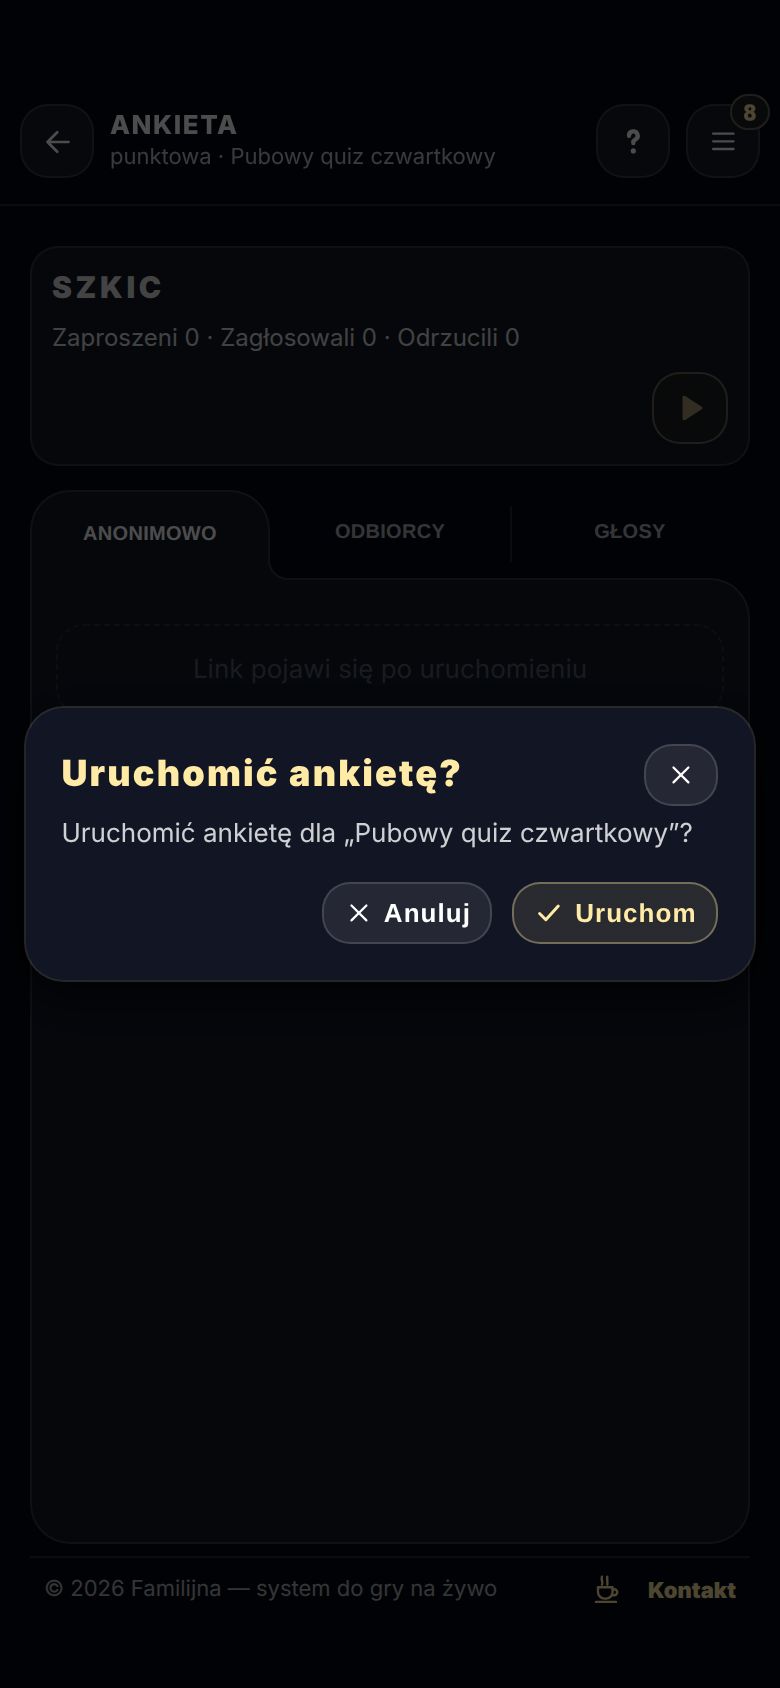 8
ANKIETA
?
punktowa · Pubowy quiz czwartkowy
SZKIC
Zaproszeni 0 · Zagłosowali 0 · Odrzucili 0
ANONIMOWO
ODBIORCY
GŁOSY
Link pojawi się po uruchomieniu
Uruchomić ankietę?
Uruchomić ankietę dla „Pubowy quiz czwartkowy”?
Anuluj
Uruchom
© 2026 Familijna — system do gry na żywo
Kontakt